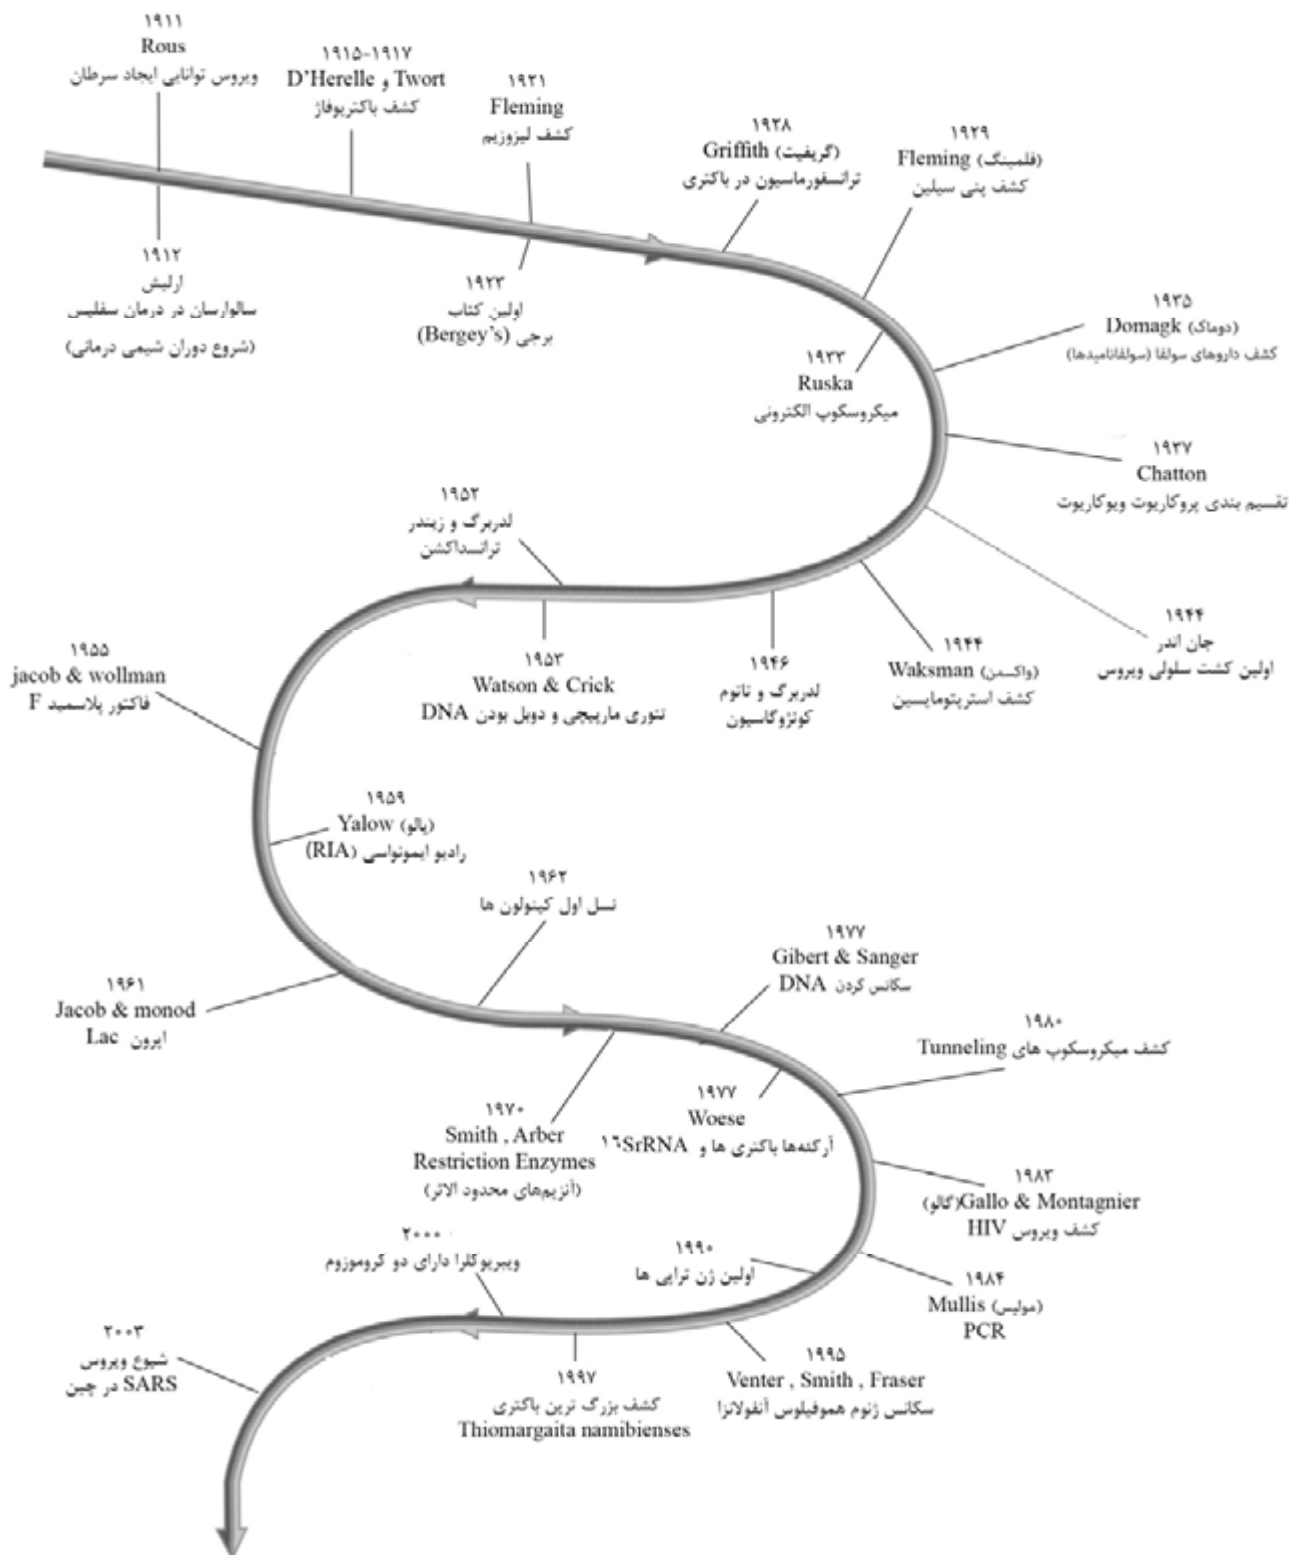 ۱۹۱۱
Rous
ویروس توانایی ایجاد سرطان
۱۹۱۲
ارلیش
سالوارسان در درمان سفلیس
(شروع دوران شیمی درمانی)
۱۹۱۵-۱۹۱۷
D'Herelle و Twort
کشف باکتریوفاژ
۱۹۲۱
Fleming
کشف لیزوزیم
۱۹۲۳
اولین کتاب
برجی (Bergey's)
۱۹۲۸
Griffith (گریفیت)
ترانسفورماسیون در باکتری
۱۹۲۹
Fleming (فلمینگ)
کشف پنی سیلین
۱۹۳۳
Ruska
میکروسکوپ الکترونی
۱۹۳۵
Domagk (دوماک)
کشف داروهای سولفا (سولفانامیدها)
۱۹۳۷
Chatton
تقسیم بندی پروکاریوت ویوکاریوت
۱۹۴۴
جان اندر
اولین کشت سلولی ویروس
۱۹۴۴
Waksman (واکسمن)
کشف استرپتومایسین
۱۹۴۶
لدربرگ و تاتوم
کونژوگاسیون
۱۹۵۲
لدربرگ و زیندر
ترانسداکشن
۱۹۵۳
Watson & Crick
تئوری مارپیچی و دوبل بودن DNA
۱۹۵۵
jacob & wollman
فاکتور پلاسمید F
۱۹۵۹
Yalow (یالو)
رادیو ایمونواسی (RIA)
۱۹۶۱
Jacob & monod
اپرون Lac
۱۹۶۲
نسل اول کینولون ها
۱۹۷۰
Smith , Arber
Restriction Enzymes
(آنزیم‌های محدود الاثر)
۱۹۷۷
Gibert & Sanger
سکانس کردن DNA
۱۹۷۷
Woese
آرکئه‌ها باکتری ها و ۱۶SrRNA
۱۹۸۰
کشف میکروسکوپ های Tunneling
۱۹۸۳
Gallo & Montagnier(گالو)
کشف ویروس HIV
۱۹۸۴
Mullis (مولیس)
PCR
۱۹۹۰
اولین ژن تراپی ها
۱۹۹۵
Venter , Smith , Fraser
سکانس ژنوم هموفیلوس آنفولانزا
۱۹۹۷
کشف بزرگ ترین باکتری
Thiomargaita namibienses
۲۰۰۰
ویبریوکلرا دارای دو کروموزوم
۲۰۰۳
شیوع ویروس
SARS در چین